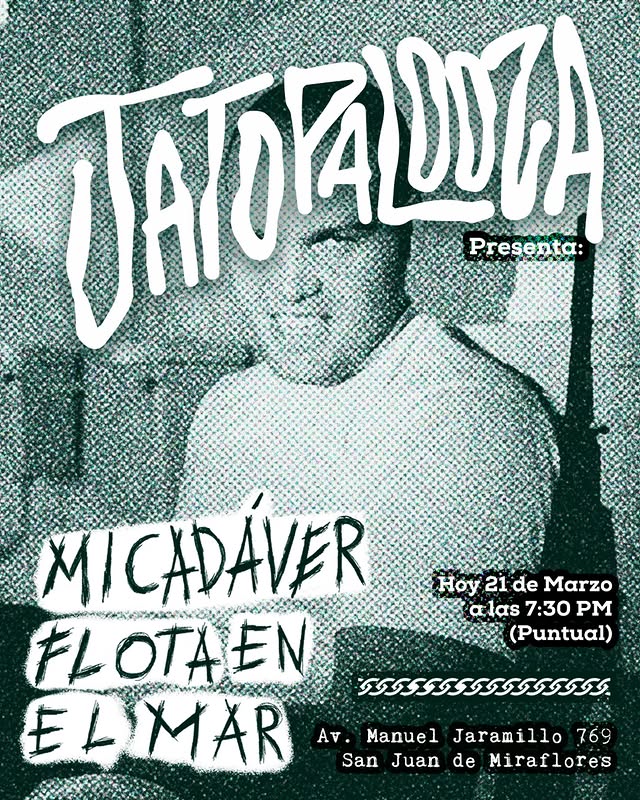 JATOPALOOZA
Presenta:
MICADÁVER
FLOTA EN
EL MAR
Hoy 21 de Marzo
a las 7:30 PM
(Puntual)
Av. Manuel Jaramillo 769
San Juan de Miraflores